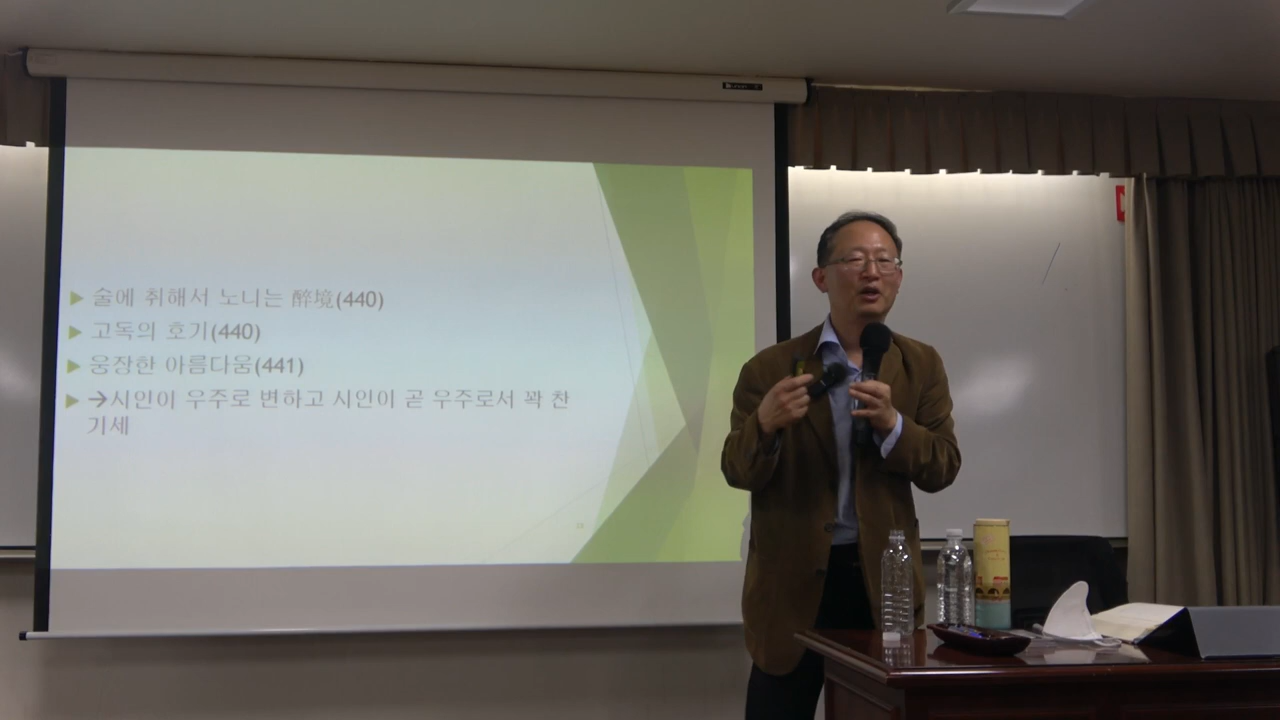 술에 취해서 노니는 醉境(440)
고독의 호기(440)
웅장한 아름다움(441)
→시인이 우주로 변하고 시인이 곧 우주로서 꽉 찬
기세